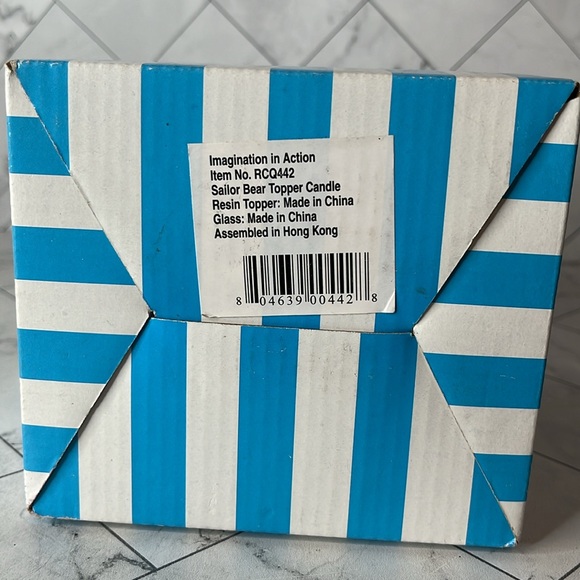 Imagination in Action
Item No. RCQ442
Sailor Bear Topper Candle
Resin Topper: Made in China
Glass: Made in China
Assembled in Hong Kong
8 04639 00442 8